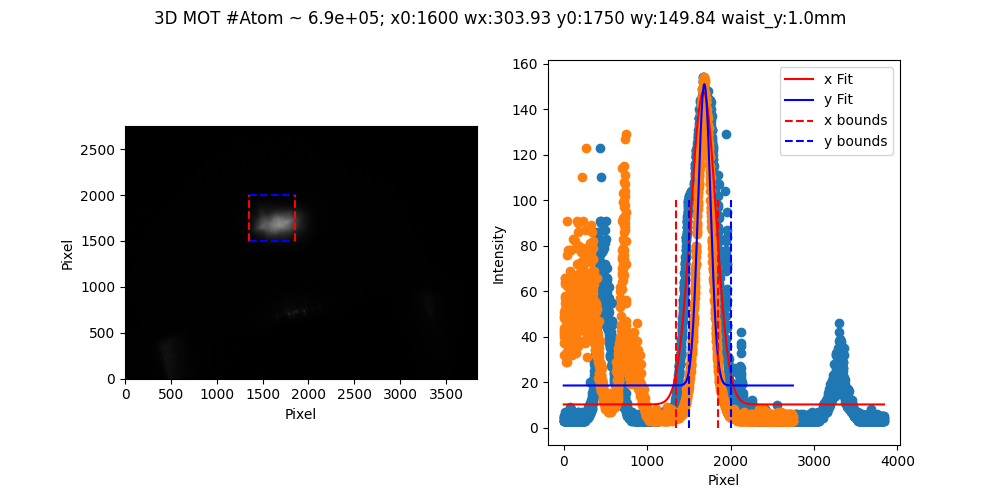 3D MOT #Atom ~ 6.9e+05; x0:1600 wx:303.93 y0:1750 wy:149.84 waist_y:1.0mm
2500
2000
1500
1000
500
0
Pixel
0 500 1000 1500 2000 2500 3000 3500
Pixel
160
140
120
100
80
60
40
20
0
Intensity
0 1000 2000 3000 4000
Pixel
x Fit
y Fit
x bounds
y bounds